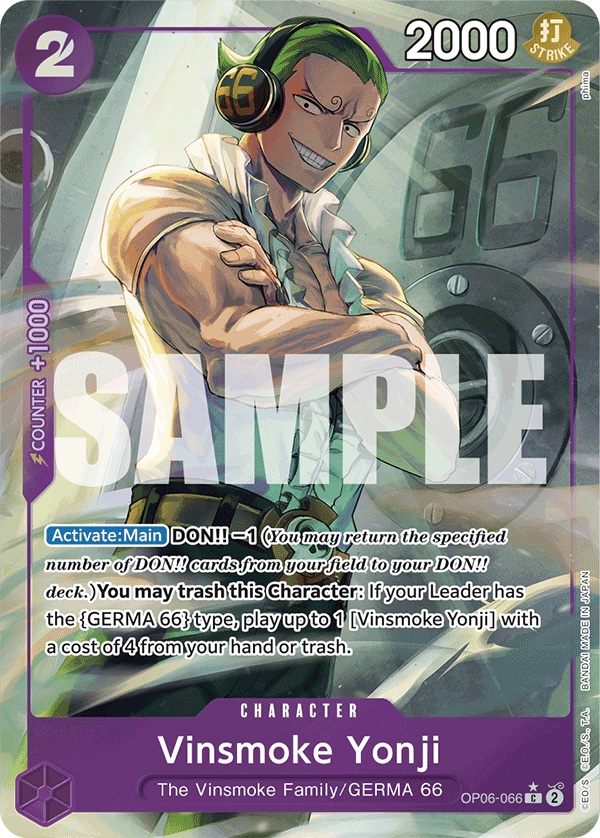 2
2000
打
STRIKE
phima
66
66
COUNTER +1000
SAMPLE
Activate:Main DON!! −1 (You may return the specified
number of DON!! cards from your field to your DON!!
deck.)You may trash this Character: If your Leader has
the {GERMA 66} type, play up to 1 [Vinsmoke Yonji] with
a cost of 4 from your hand or trash.
©E.O/S ©E.O./S., T.A. BANDAI MADE IN JAPAN
CHARACTER
Vinsmoke Yonji
The Vinsmoke Family/GERMA 66
OP06-066 ★ C 2